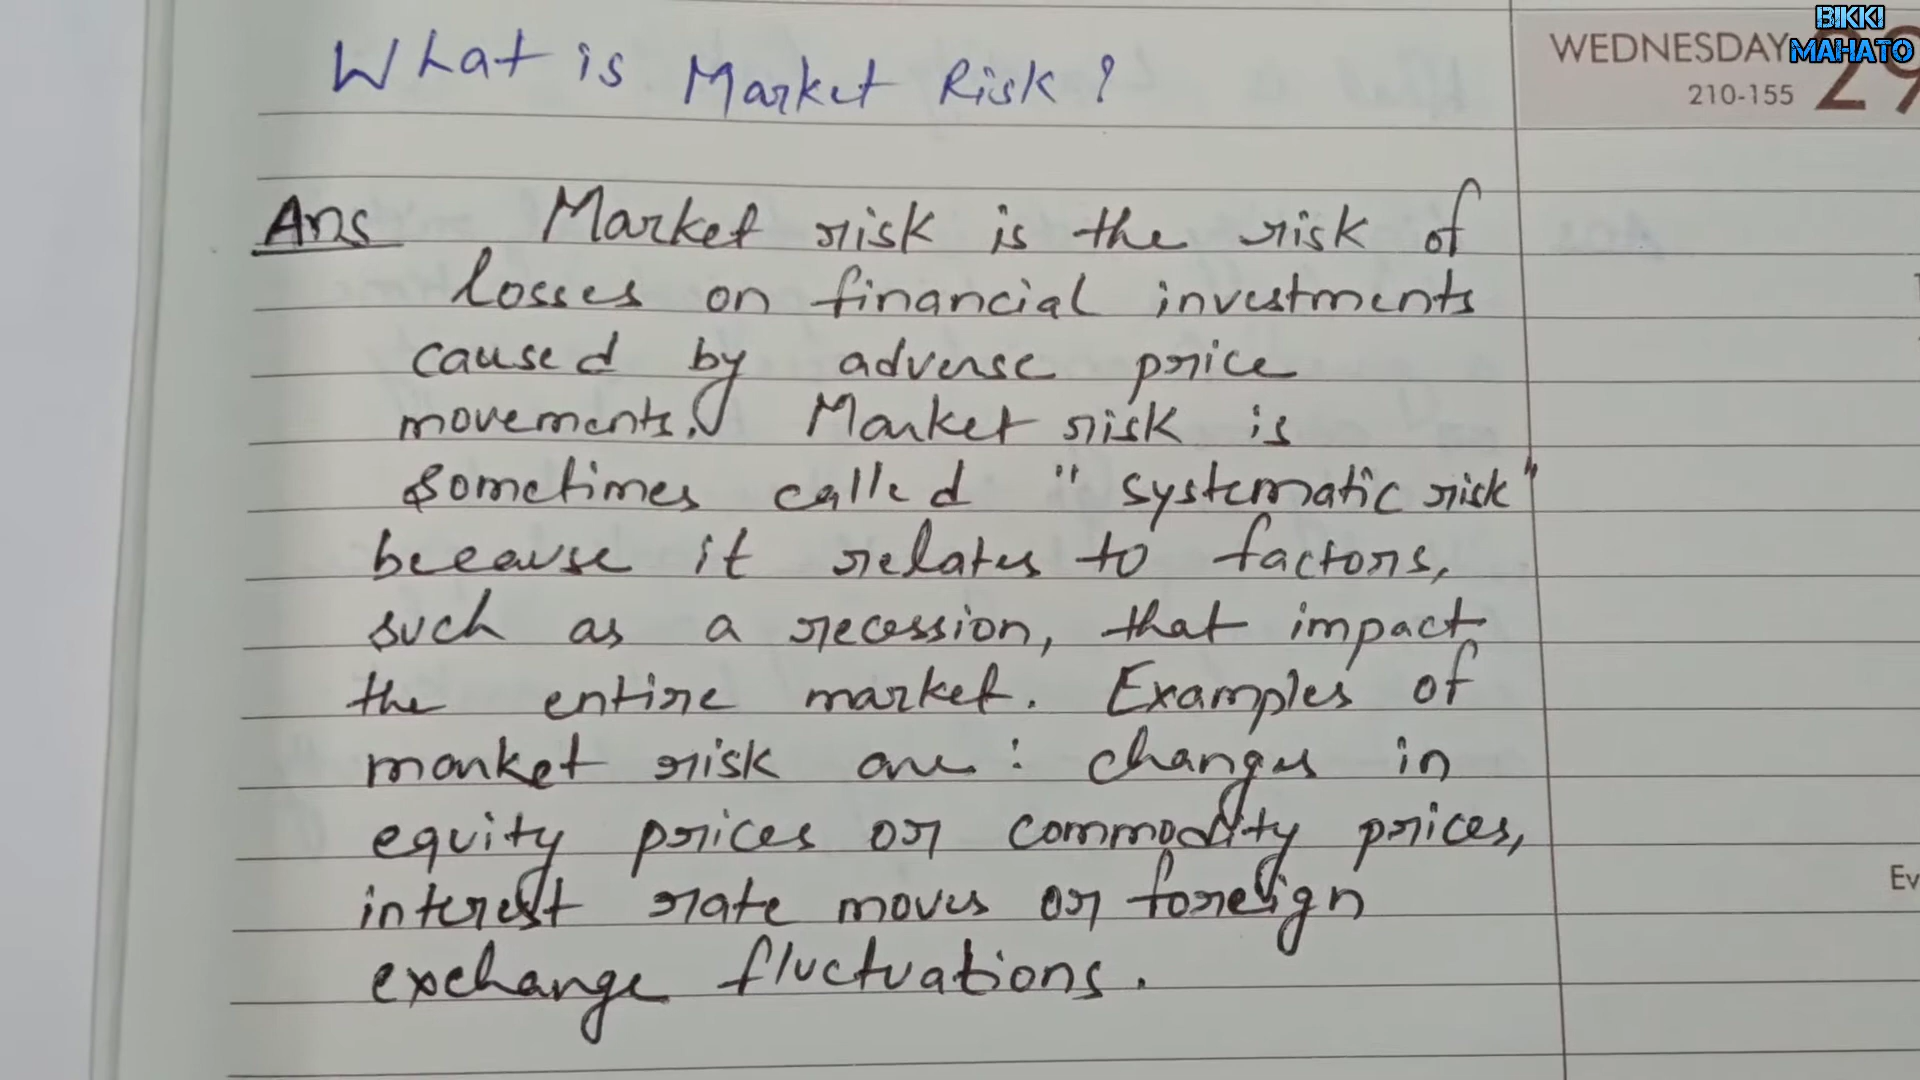 What is Market Risk?
BIKKI
MAHATO
WEDNESDAY 29
210-155
Ans Market risk is the risk of
losses on financial investments
caused by adverse price
movements. Market risk is
sometimes called "systematic risk"
because it relates to factors,
such as a recession, that impact
the entire market. Examples of
market risk are: changes in
equity prices or commodity prices,
interest rate moves or foreign
exchange fluctuations.
Ev